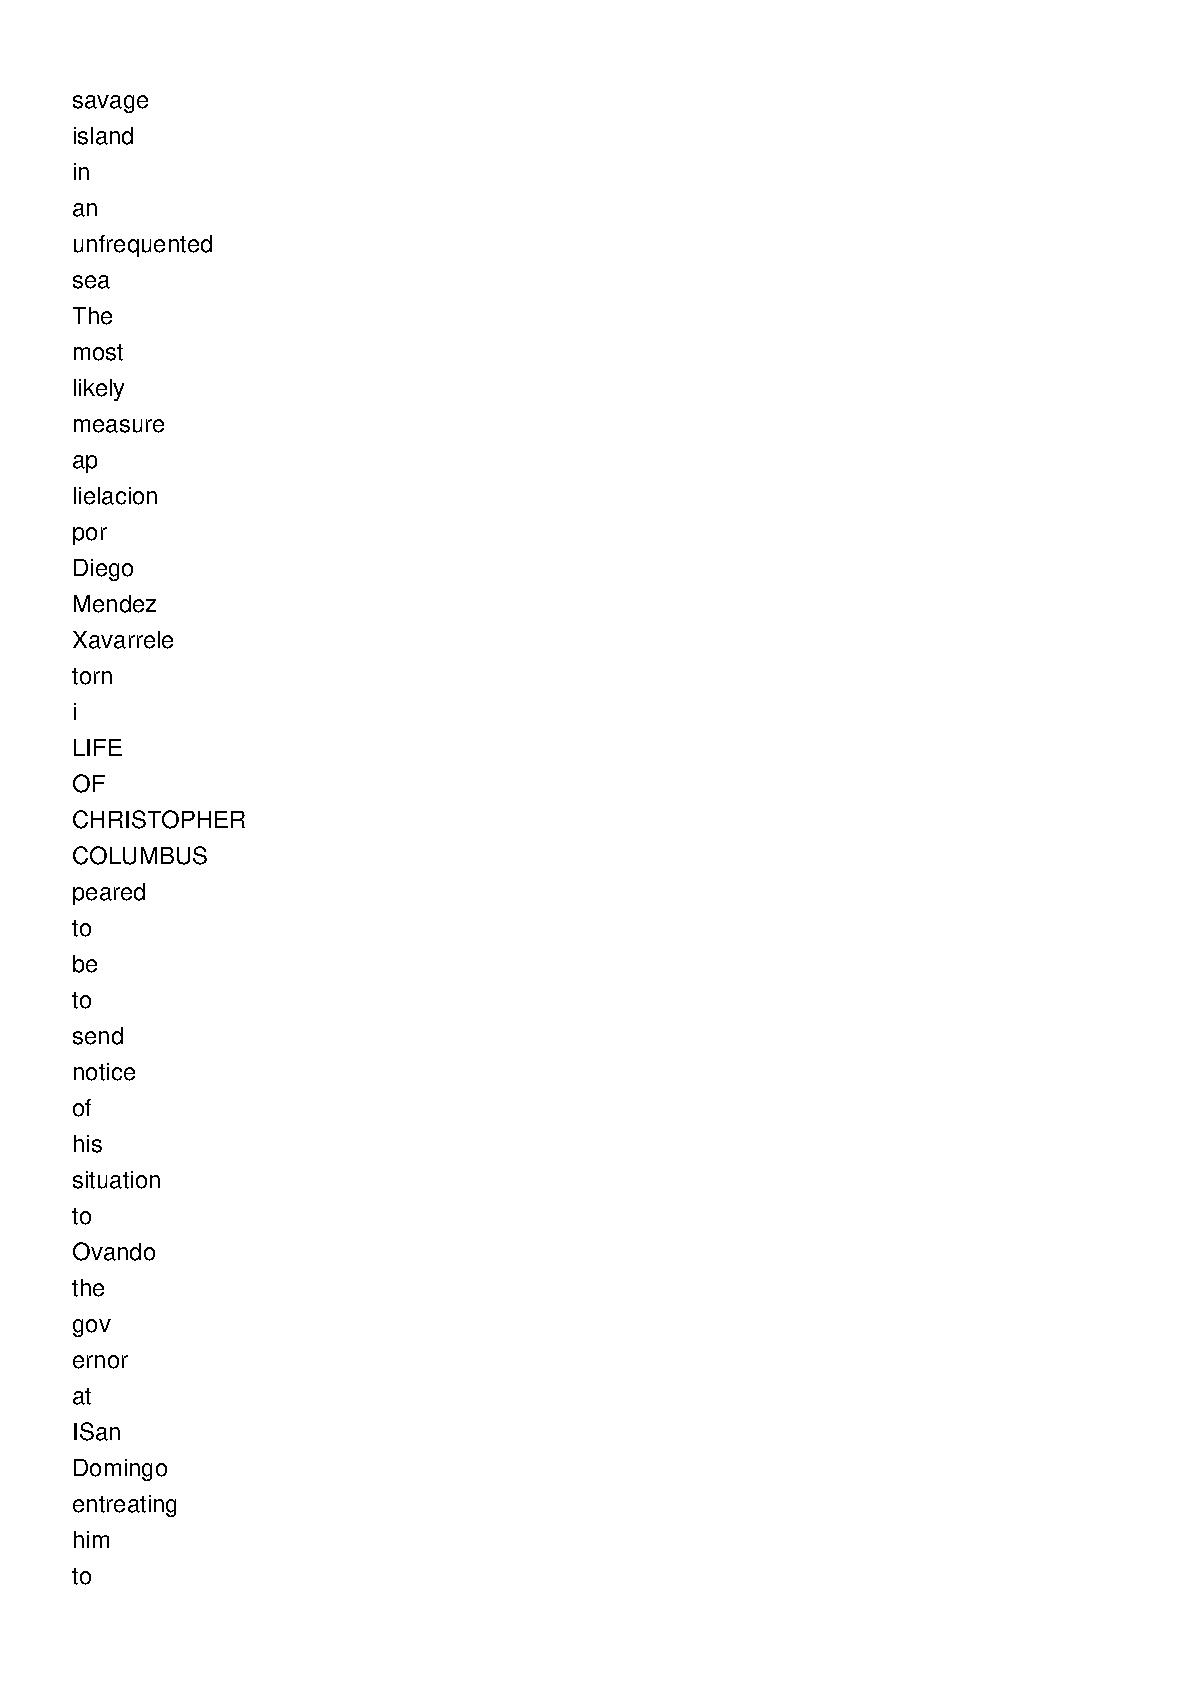 savage
island
in
an
unfrequented
sea
The
most
likely
measure
ap
lielacion
por
Diego
Mendez
Xavarrele
torn
i
LIFE
OF
CHRISTOPHER
COLUMBUS
peared
to
be
to
send
notice
of
his
situation
to
Ovando
the
gov
ernor
at
ISan
Domingo
entreating
him
to